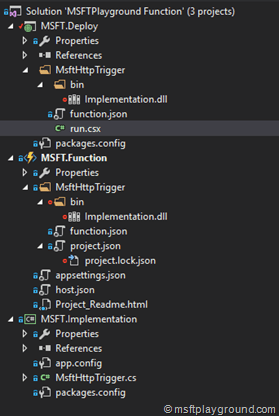 Solution 'MSFTPlayground Function' (3 projects)
MSFT.Deploy
Properties
References
MsftHttpTrigger
bin
Implementation.dll
function.json
C# run.csx
packages.config
MSFT.Function
Properties
MsftHttpTrigger
bin
Implementation.dll
function.json
project.json
project.lock.json
appsettings.json
host.json
Project_Readme.html
C# MSFT.Implementation
Properties
References
app.config
C# MsftHttpTrigger.cs
packages.config
© msftplayground.com